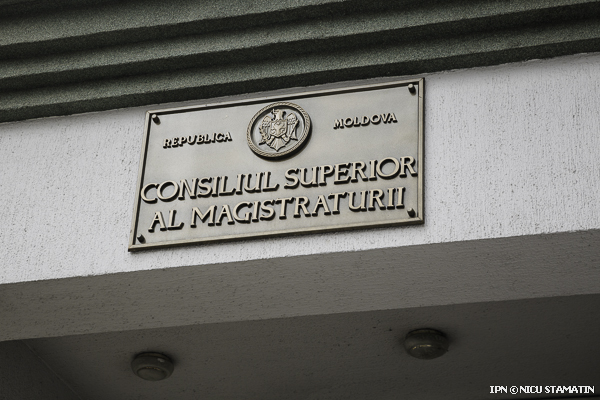 REPUBLICA MOLDOVA
CONSILIUL SUPERIOR
AL MAGISTRATURII
IPN © NICU STAMATIN